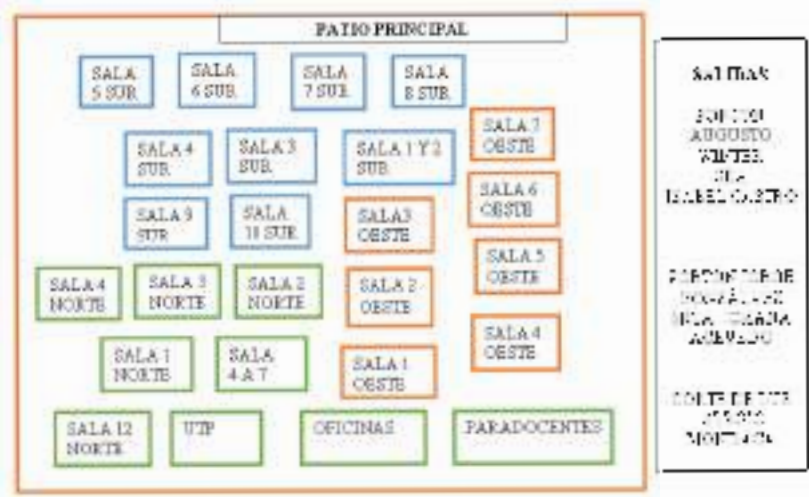 PATIO PRINCIPAL
SALA 5 SUR
SALA 6 SUR
SALA 7 SUR
SALA 8 SUR
SALA 7 OESTE
SALA 4 SUR
SALA 3 SUR
SALA 1 Y 2 SUR
SALA 6 OESTE
SALA 9 SUR
SALA 10 SUR
SALA3 OESTE
SALA 5 OESTE
SALA 4 NORTE
SALA 3 NORTE
SALA 2 NORTE
SALA 2 OESTE
SALA 4 OESTE
SALA 1 NORTE
SALA 4 A 7
SALA 1 OESTE
SALA 12 NORTE
UTP
OFICINAS
PARADOCENTES
SALIDAS
AUGUSTO
WINTER
ISABEL CASTRO
ACEVEDO